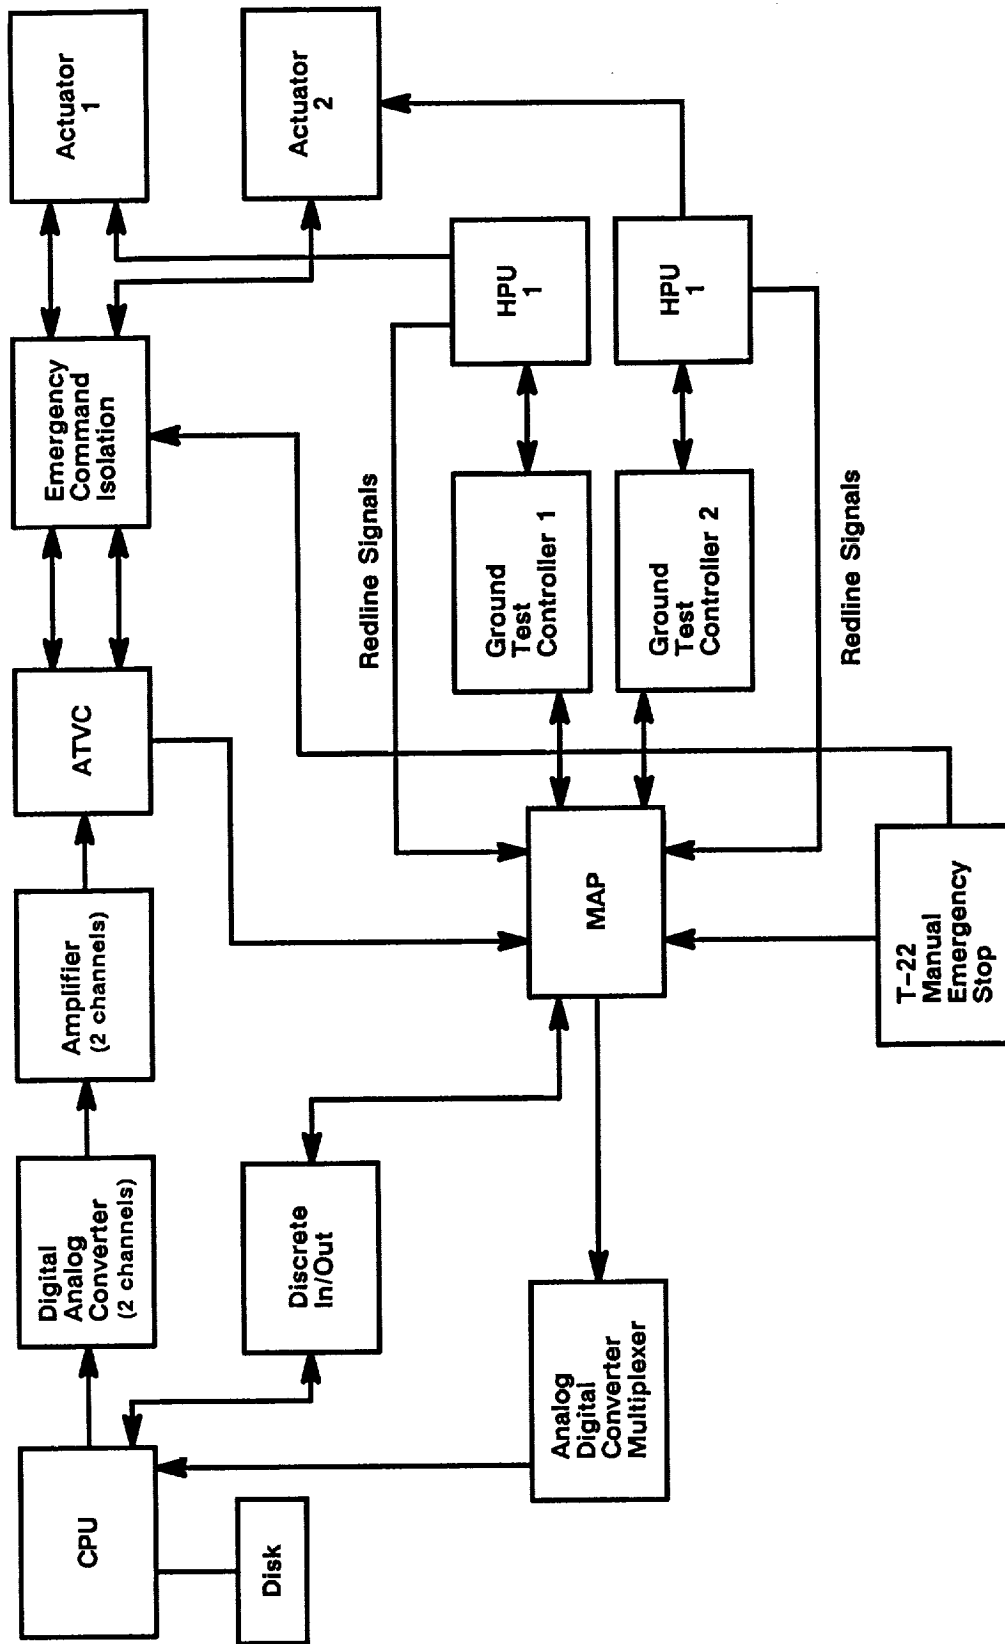 CPU
Disk
Digital
Analog
Converter
(2 channels)
Amplifier
(2 channels)
ATVC
Emergency
Command
Isolation
Actuator
1
Discrete
In/Out
Actuator
2
Analog
Digital
Converter
Multiplexer
MAP
Redline Signals
Ground
Test
Controller 1
HPU
1
Ground
Test
Controller 2
HPU
1
Redline Signals
T-22
Manual
Emergency
Stop